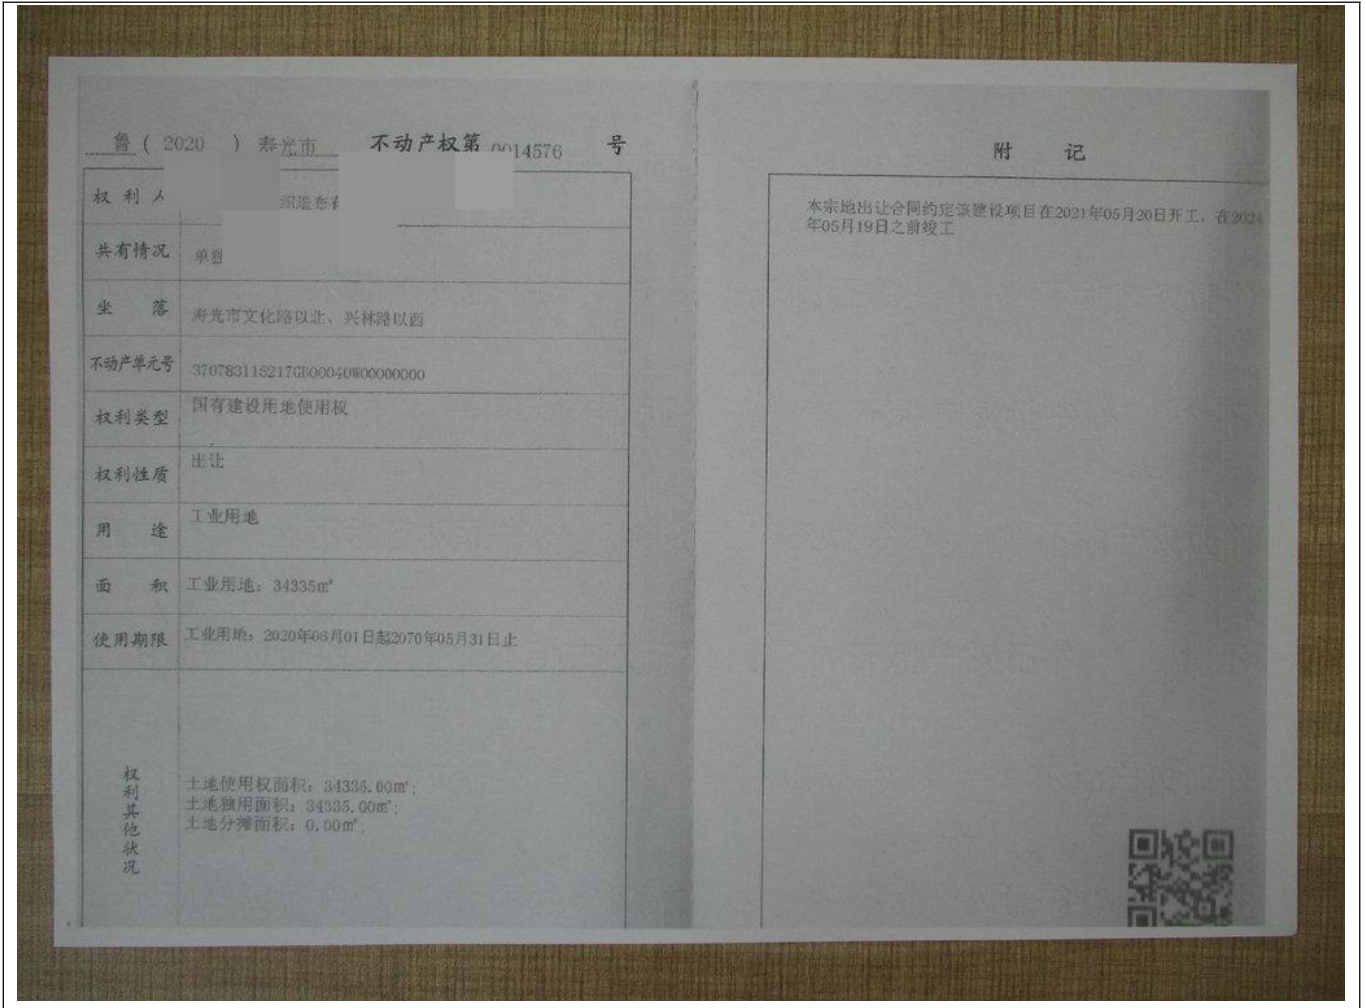 鲁 ( 2020 ) 寿光市 不动产权第 0014576 号
权利人
共有情况 单
坐落 寿光市文化路以北、兴林路以西
不动产单元号 370783115217GB00040W00000000
权利类型 国有建设用地使用权
权利性质 出让
用途 工业用地
面积 工业用地：34335㎡
使用期限 工业用地：2020年06月01日起2070年05月31日止
权利其他状况
土地使用权面积：34335.00㎡;
土地独用面积：34335.00㎡;
土地分摊面积：0.00㎡;
附记
本宗地出让合同约定该建设项目在2021年05月20日开工，在2024
年05月19日之前竣工